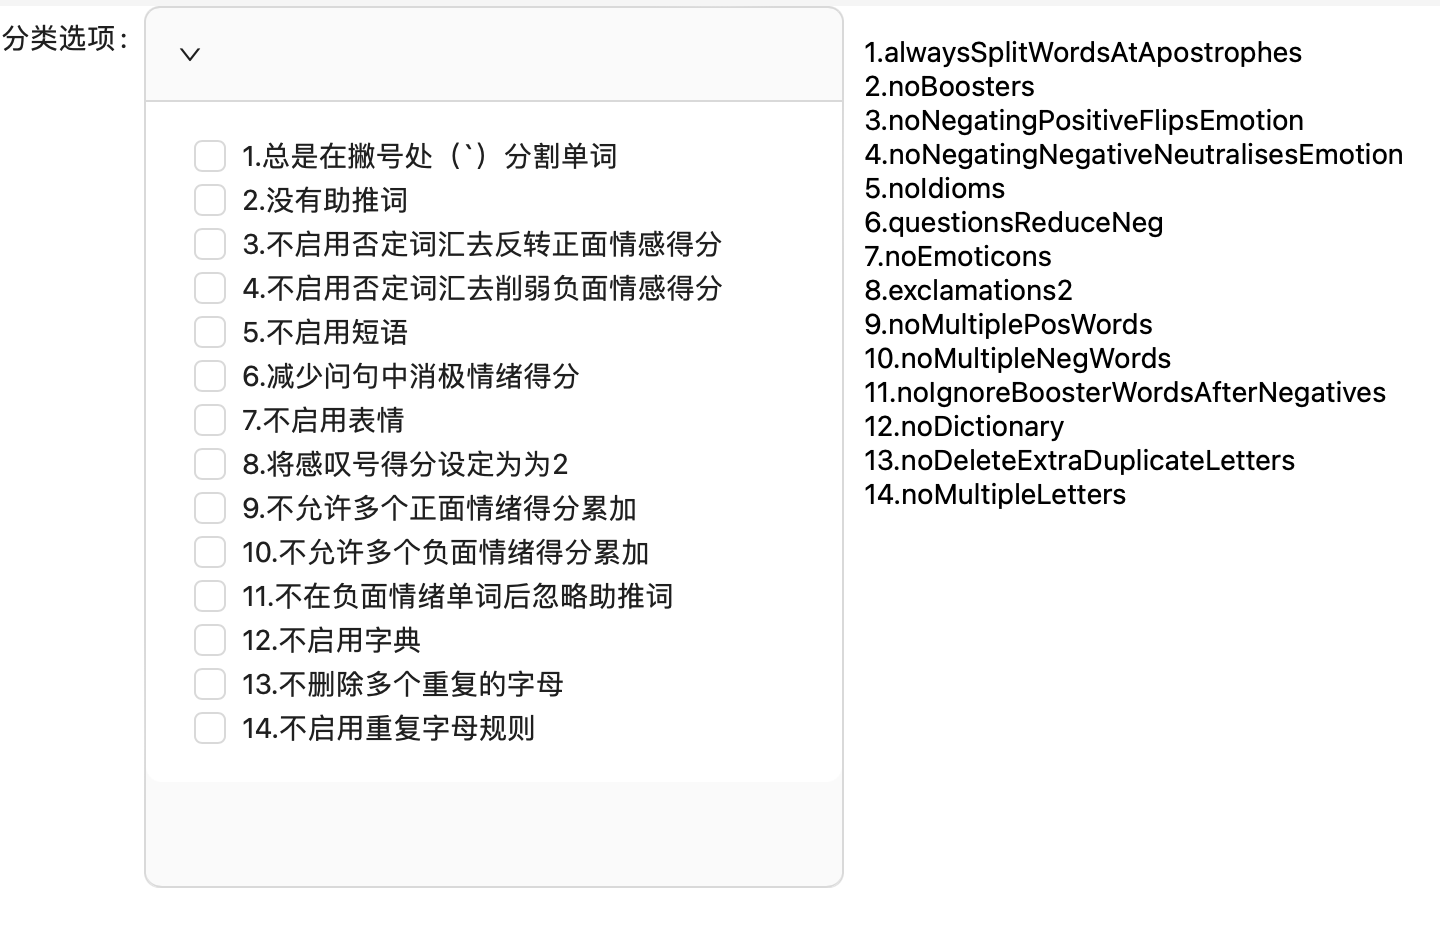 分类选项:
1.总是在撇号处（`）分割单词
2.没有助推词
3.不启用否定词汇去反转正面情感得分
4.不启用否定词汇去削弱负面情感得分
5.不启用短语
6.减少问句中消极情绪得分
7.不启用表情
8.将感叹号得分设定为为2
9.不允许多个正面情绪得分累加
10.不允许多个负面情绪得分累加
11.不在负面情绪单词后忽略助推词
12.不启用字典
13.不删除多个重复的字母
14.不启用重复字母规则
1.alwaysSplitWordsAtApostrophes
2.noBoosters
3.noNegatingPositiveFlipsEmotion
4.noNegatingNegativeNeutralisesEmotion
5.noIdioms
6.questionsReduceNeg
7.noEmoticons
8.exclamations2
9.noMultiplePosWords
10.noMultipleNegWords
11.noIgnoreBoosterWordsAfterNegatives
12.noDictionary
13.noDeleteExtraDuplicateLetters
14.noMultipleLetters